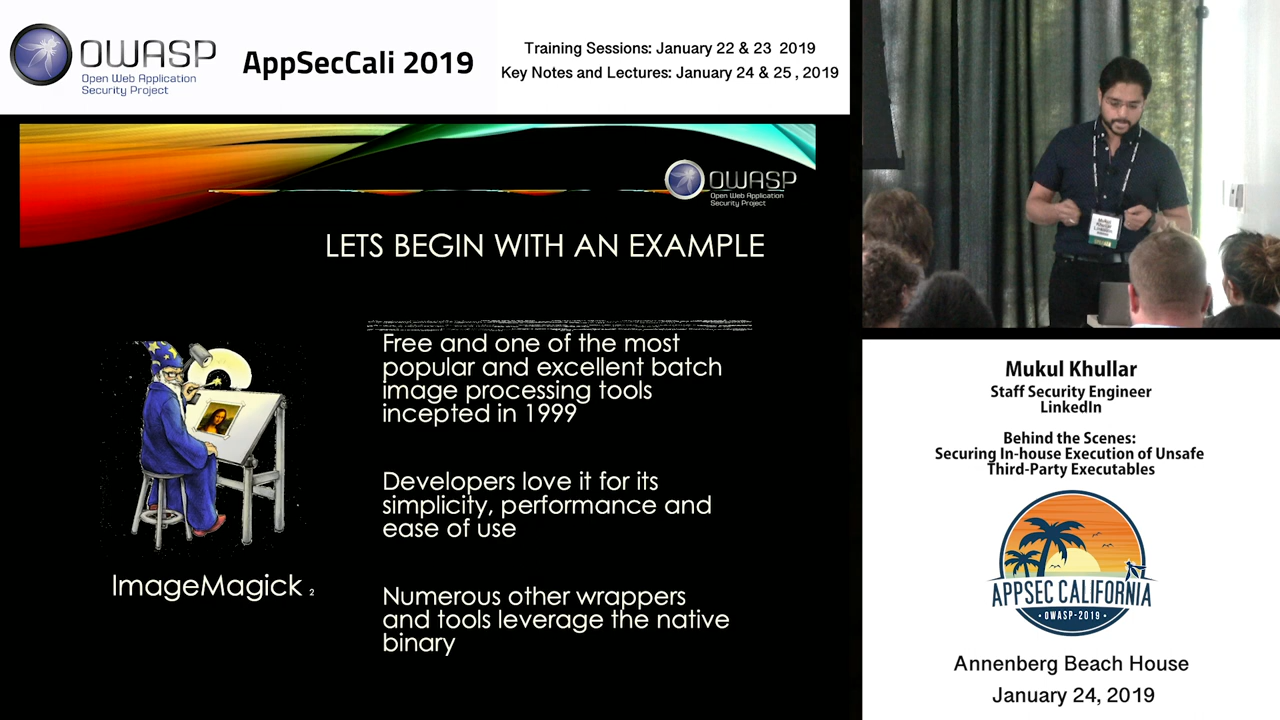 OWASP
Open Web Application
Security Project
AppSecCali 2019
Training Sessions: January 22 & 23 2019
Key Notes and Lectures: January 24 & 25 , 2019
OWASP
Open Web Application
Security Project
LETS BEGIN WITH AN EXAMPLE
Free and one of the most
popular and excellent batch
image processing tools
incepted in 1999
Developers love it for its
simplicity, performance and
ease of use
Numerous other wrappers
and tools leverage the native
binary
ImageMagick 2
Mukul
Khullar
LinkedIn
Mukul Khullar
Staff Security Engineer
LinkedIn
Behind the Scenes:
Securing In-house Execution of Unsafe
Third-Party Executables
APPSEC CALIFORNIA
• OWASP-2019 •
Annenberg Beach House
January 24, 2019